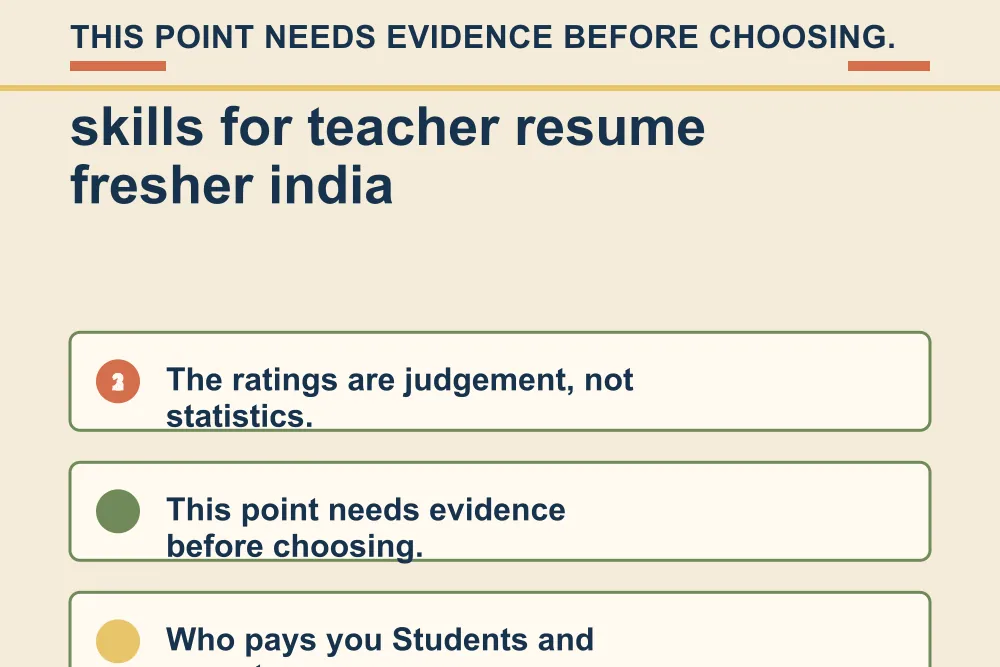 THIS POINT NEEDS EVIDENCE BEFORE CHOOSING.
skills for teacher resume
fresher india
The ratings are judgement, not
statistics.
This point needs evidence
before choosing.
Who pays you Students and